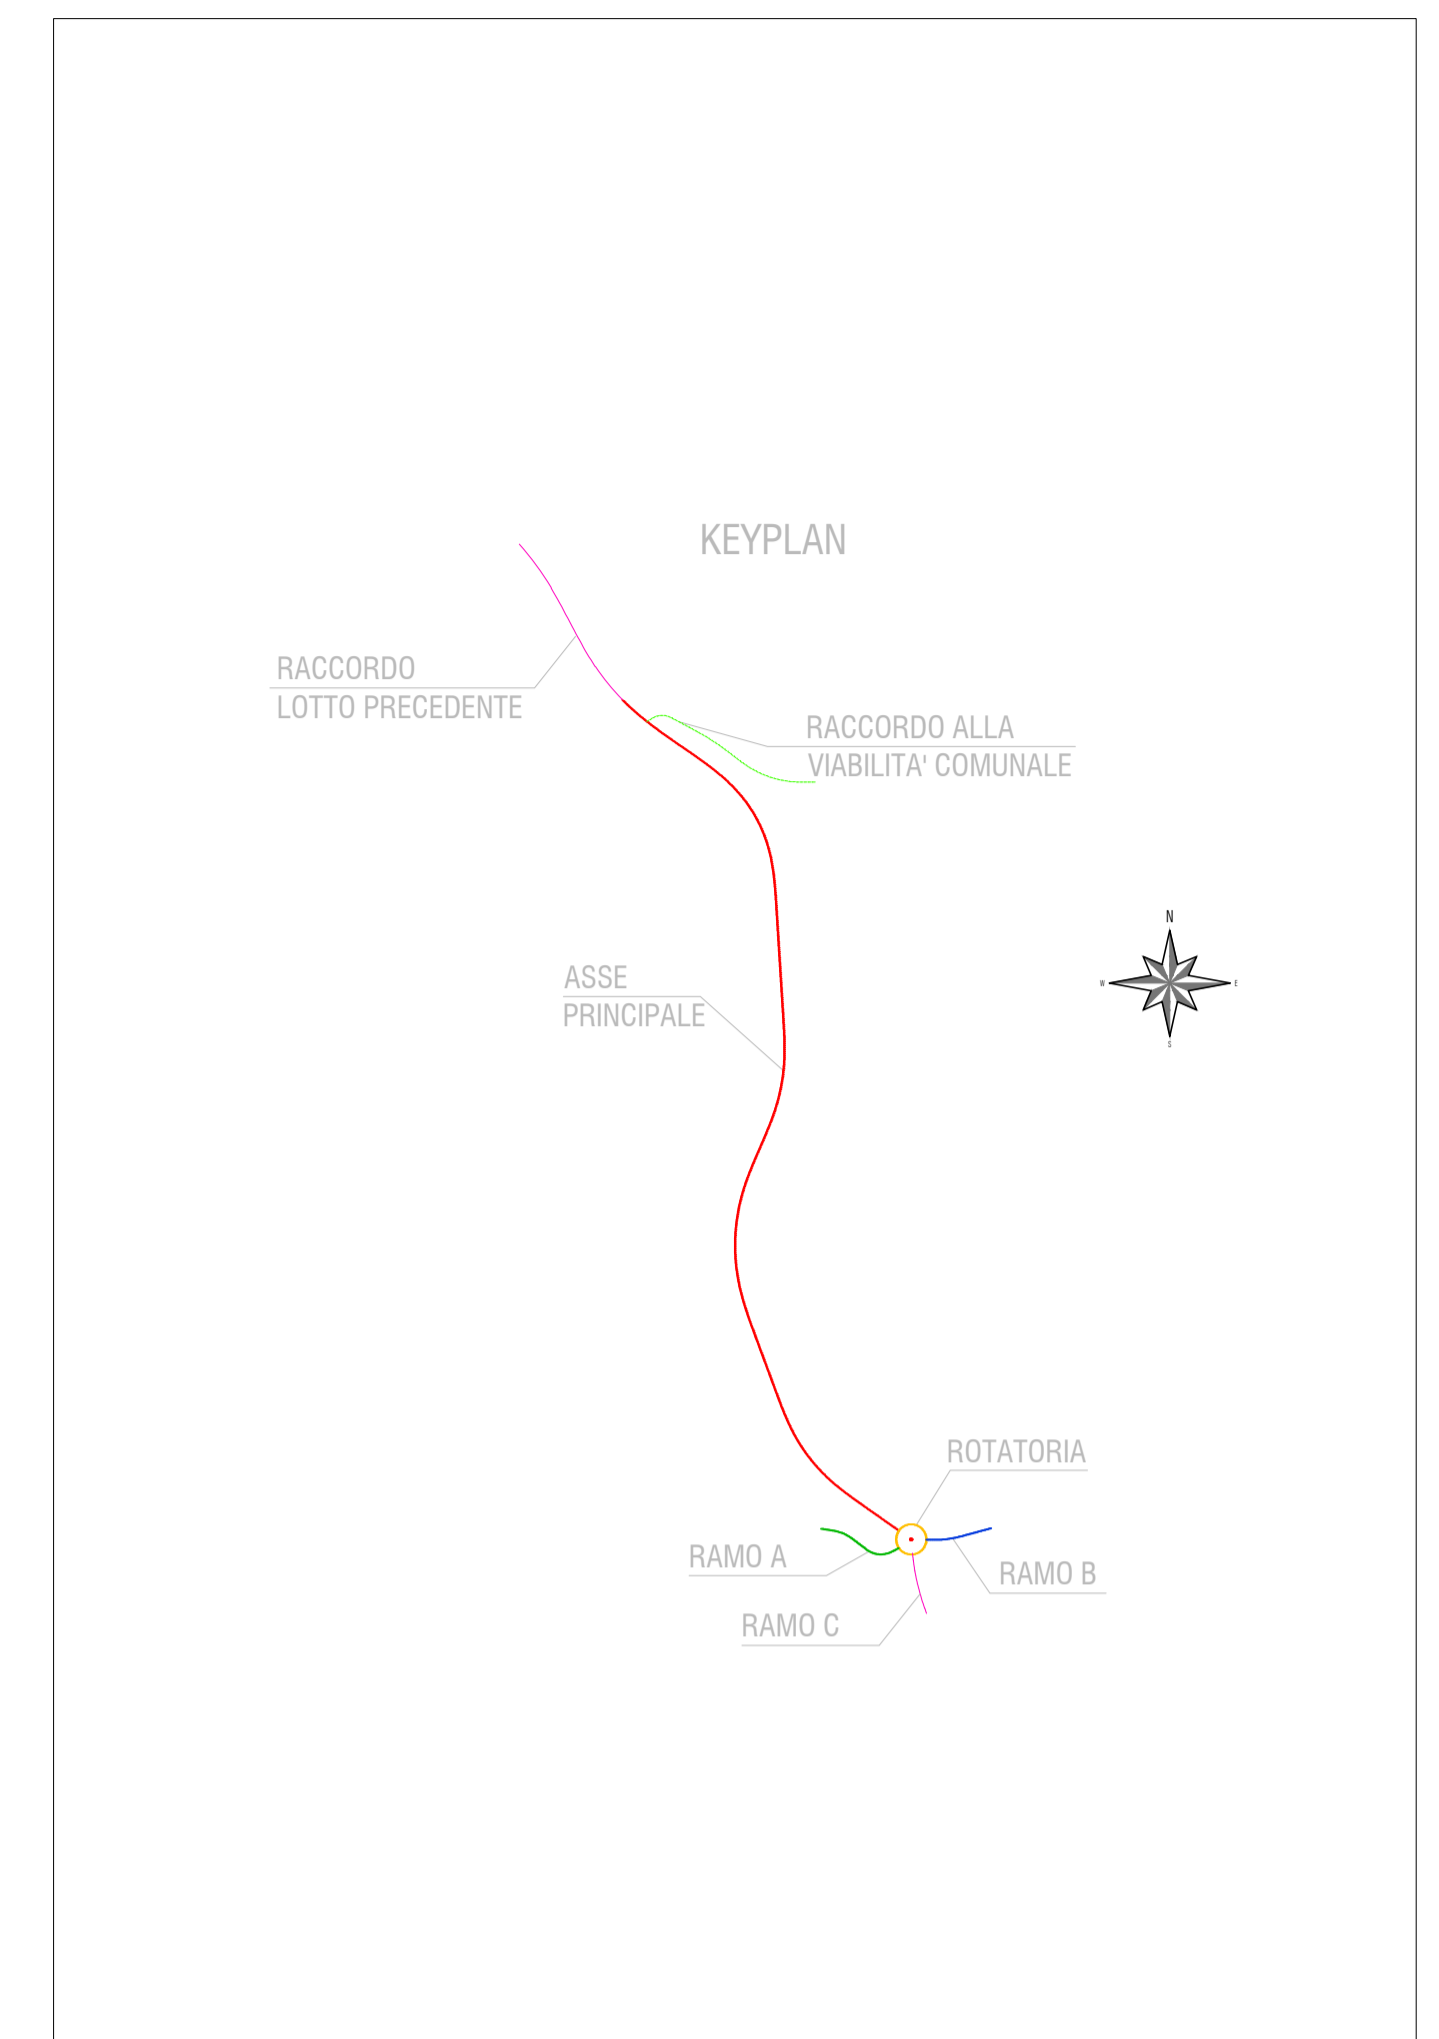 KEYPLAN
RACCORDO
LOTTO PRECEDENTE
RACCORDO ALLA
VIABILITA' COMUNALE
N
W
E
S
ASSE
PRINCIPALE
ROTATORIA
RAMO A
RAMO B
RAMO C